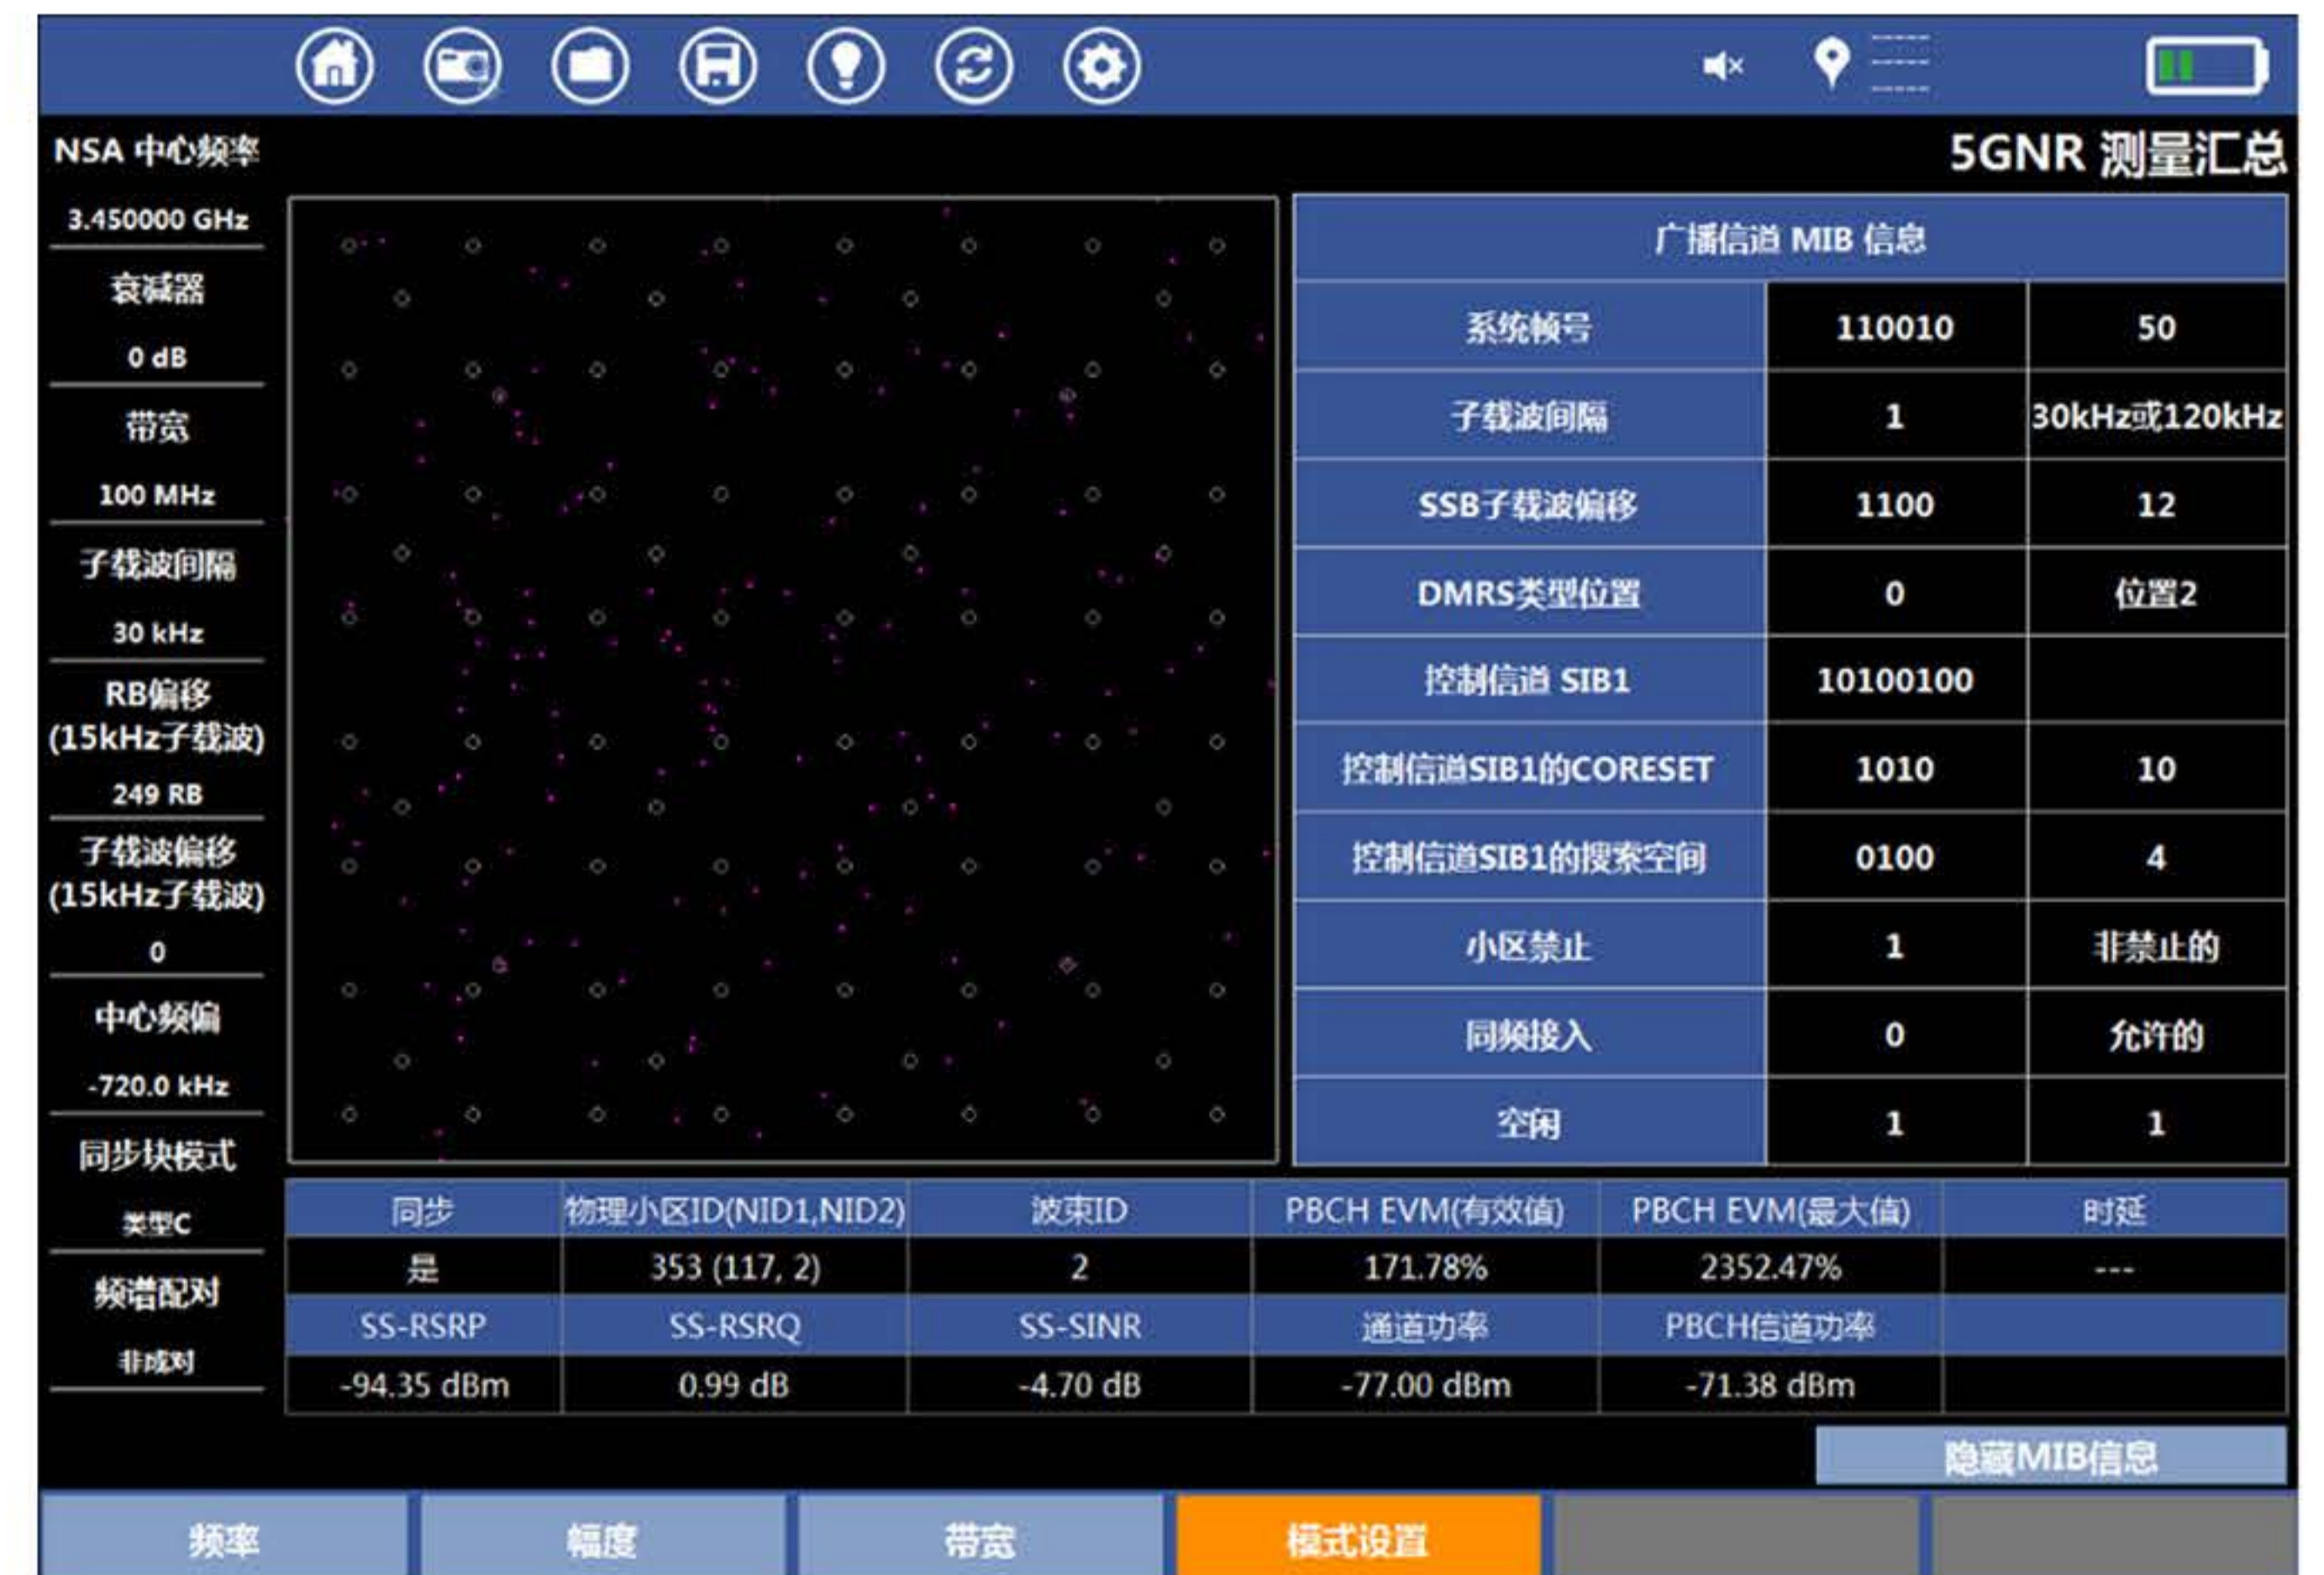 NSA 中心频率
5GNR 测量汇总
3.450000 GHz
衰减器
0 dB
带宽
100 MHz
子载波间隔
30 kHz
RB偏移
(15kHz子载波)
249 RB
子载波偏移
(15kHz子载波)
0
中心频偏
-720.0 kHz
同步块模式
类型C
频谱配对
非成对
广播信道 MIB 信息
系统帧号 110010 50
子载波间隔 1 30kHz或120kHz
SSB子载波偏移 1100 12
DMRS类型位置 0 位置2
控制信道 SIB1 10100100
控制信道SIB1的CORESET 1010 10
控制信道SIB1的搜索空间 0100 4
小区禁止 1 非禁止的
同频接入 0 允许的
空闲 1 1
同步 物理小区ID(NID1,NID2) 波束ID PBCH EVM(有效值) PBCH EVM(最大值) 时延
是 353 (117, 2) 2 171.78% 2352.47% ---
SS-RSRP SS-RSRQ SS-SINR 通道功率 PBCH信道功率
-94.35 dBm 0.99 dB -4.70 dB -77.00 dBm -71.38 dBm
隐藏MIB信息
频率 幅度 带宽 模式设置